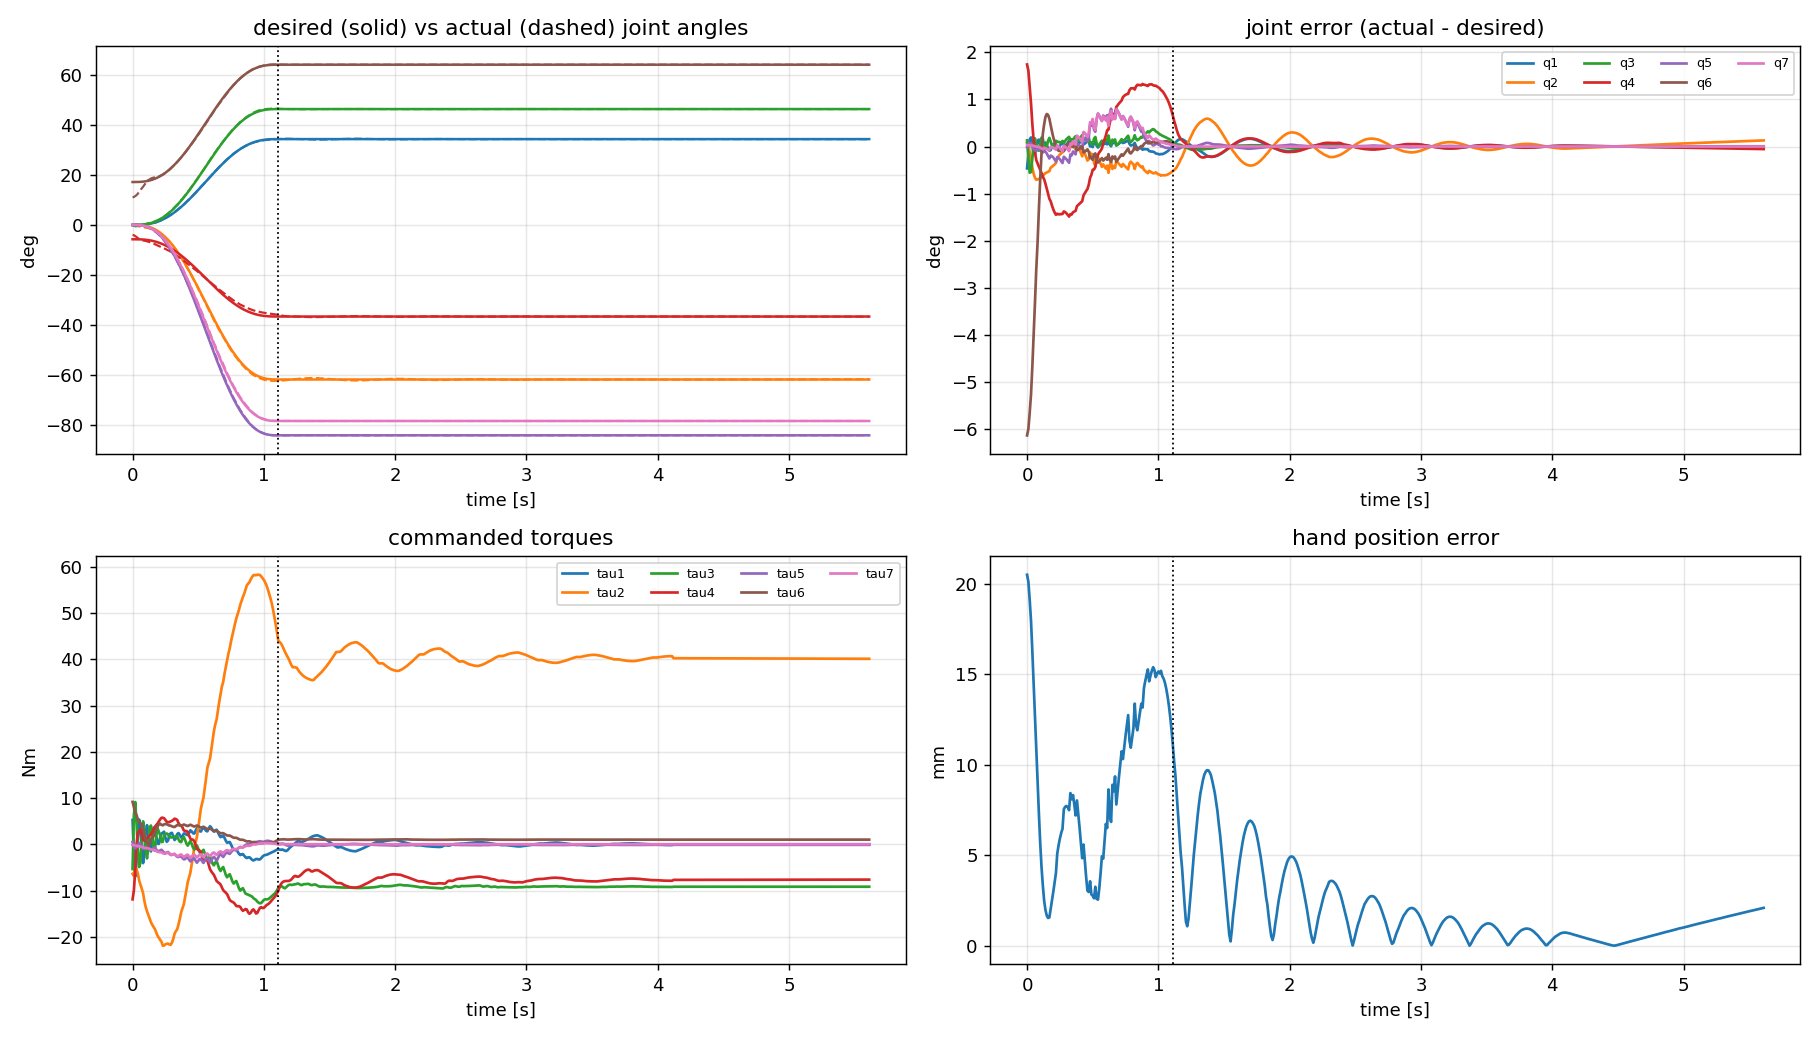 desired (solid) vs actual (dashed) joint angles
deg
60
40
20
0
−20
−40
−60
−80
0 1 2 3 4 5
time [s]
joint error (actual - desired)
deg
2
1
0
−1
−2
−3
−4
−5
−6
q1 q3 q5 q7
q2 q4 q6
0 1 2 3 4 5
time [s]
commanded torques
Nm
60
50
40
30
20
10
0
−10
−20
tau1 tau3 tau5 tau7
tau2 tau4 tau6
0 1 2 3 4 5
time [s]
hand position error
mm
20
15
10
5
0
0 1 2 3 4 5
time [s]